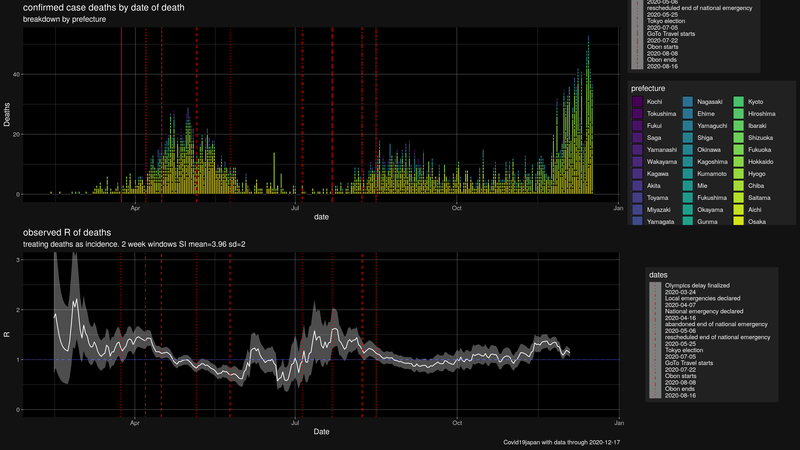 confirmed case deaths by date of death
breakdown by prefecture
Deaths
40
20
0
Apr
Jul
Oct
Jan
date
2020-05-06
rescheduled end of national emergency
2020-05-25
Tokyo election
2020-07-05
GoTo Travel starts
2020-07-22
Obon starts
2020-08-08
Obon ends
2020-08-16
prefecture
Kochi Nagasaki Kyoto
Tokushima Ehime Hiroshima
Fukui Yamaguchi Ibaraki
Saga Shiga Shizuoka
Yamanashi Okinawa Fukuoka
Wakayama Kagoshima Hokkaido
Kagawa Kumamoto Hyogo
Akita Mie Chiba
Toyama Fukushima Saitama
Miyazaki Okayama Aichi
Yamagata Gunma Osaka
observed R of deaths
treating deaths as incidence. 2 week windows SI mean=3.96 sd=2
R
3
2
1
0
Apr
Jul
Oct
Jan
Date
dates
Olympics delay finalized
2020-03-24
Local emergencies declared
2020-04-07
National emergency declared
2020-04-16
abandoned end of national emergency
2020-05-06
rescheduled end of national emergency
2020-05-25
Tokyo election
2020-07-05
GoTo Travel starts
2020-07-22
Obon starts
2020-08-08
Obon ends
2020-08-16
Covid19japan with data through 2020-12-17